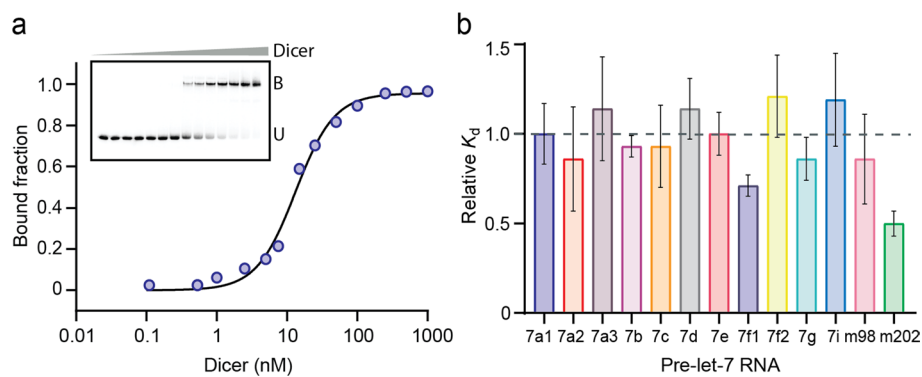 a
Dicer
B
U
1.0
0.8
0.6
0.4
0.2
0
Bound fraction
0.01 0.1 1 10 100 1000
Dicer (nM)
b
1.5
1.0
0.5
0
Relative Kd
7a1 7a2 7a3 7b 7c 7d 7e 7f1 7f2 7g 7i m98 m202
Pre-let-7 RNA